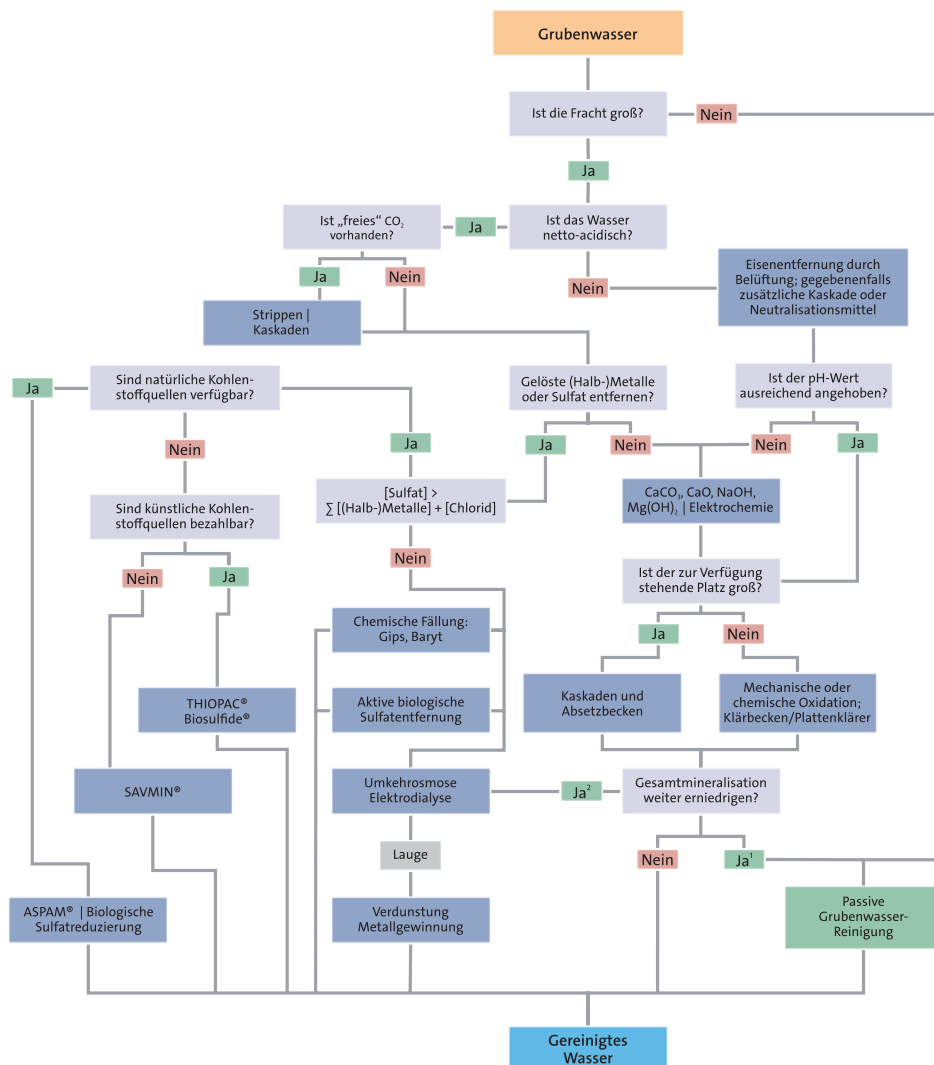 Grubenwasser
Ist die Fracht groß?
Nein
Ja
Ist „freies“ CO₂
vorhanden?
Ja
Ist das Wasser
netto-acidisch?
Ja
Nein
Nein
Eisenentfernung durch
Belüftung; gegebenenfalls
zusätzliche Kaskade oder
Neutralisationsmittel
Strippen |
Kaskaden
Ja
Sind natürliche Kohlen-
stoffquellen verfügbar?
Gelöste (Halb-)Metalle
oder Sulfat entfernen?
Ist der pH-Wert
ausreichend angehoben?
Nein
Ja
Ja
Nein
Nein
Ja
Sind künstliche Kohlen-
stoffquellen bezahlbar?
[Sulfat] >
∑ [(Halb-)Metalle] + [Chlorid]
CaCO₃, CaO, NaOH,
Mg(OH)₂ | Elektrochemie
Nein
Ja
Nein
Ist der zur Verfügung
stehende Platz groß?
Chemische Fällung:
Gips, Baryt
Ja
Nein
THIOPAC®
Biosulfide®
Aktive biologische
Sulfatentfernung
Kaskaden und
Absetzbecken
Mechanische oder
chemische Oxidation;
Klärbecken/Plattenklärer
SAVMIN®
Umkehrosmose
Elektrodialyse
Ja²
Gesamtmineralisation
weiter erniedrigen?
Lauge
Nein
Ja¹
ASPAM® | Biologische
Sulfatreduzierung
Verdunstung
Metallgewinnung
Passive
Grubenwasser-
Reinigung
Gereinigtes
Wasser